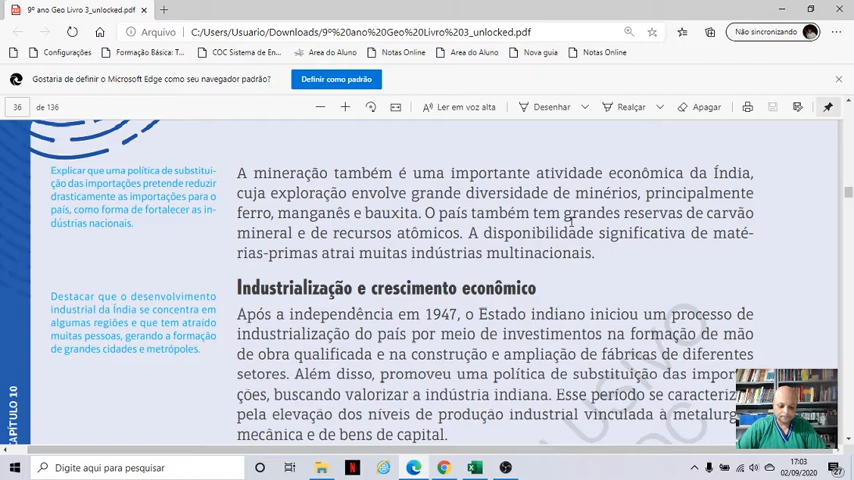 9º ano Geo Livro 3_unlocked.pdf
Arquivo
C:/Users/Usuario/Downloads/9º%20ano%20Geo%20Livro%203_unlocked.pdf
Não sincronizando
Configurações
Formação Básica: T...
COC Sistema de En...
Area do Aluno
Notas Online
Area do Aluno
Nova guia
Notas Online
Gostaria de definir o Microsoft Edge como seu navegador padrão?
Definir como padrão
36 de 136
Ler em voz alta
Desenhar
Realçar
Apagar
Explicar que uma política de substitui-
ção das importações pretende reduzir
drasticamente as importações para o
país, como forma de fortalecer as in-
dústrias nacionais.
A mineração também é uma importante atividade econômica da Índia,
cuja exploração envolve grande diversidade de minérios, principalmente
ferro, manganês e bauxita. O país também tem grandes reservas de carvão
mineral e de recursos atômicos. A disponibilidade significativa de maté-
rias-primas atrai muitas indústrias multinacionais.
Industrialização e crescimento econômico
Destacar que o desenvolvimento
industrial da Índia se concentra em
algumas regiões e que tem atraído
muitas pessoas, gerando a formação
de grandes cidades e metrópoles.
Após a independência em 1947, o Estado indiano iniciou um processo de
industrialização do país por meio de investimentos na formação de mão
de obra qualificada e na construção e ampliação de fábricas de diferentes
setores. Além disso, promoveu uma política de substituição das import
ções, buscando valorizar a indústria indiana. Esse período se caracteriz
pela elevação dos níveis de produção industrial vinculada à metalurg
mecânica e de bens de capital.
CAPÍTULO 10
Digite aqui para pesquisar
17:03
02/09/2020
27